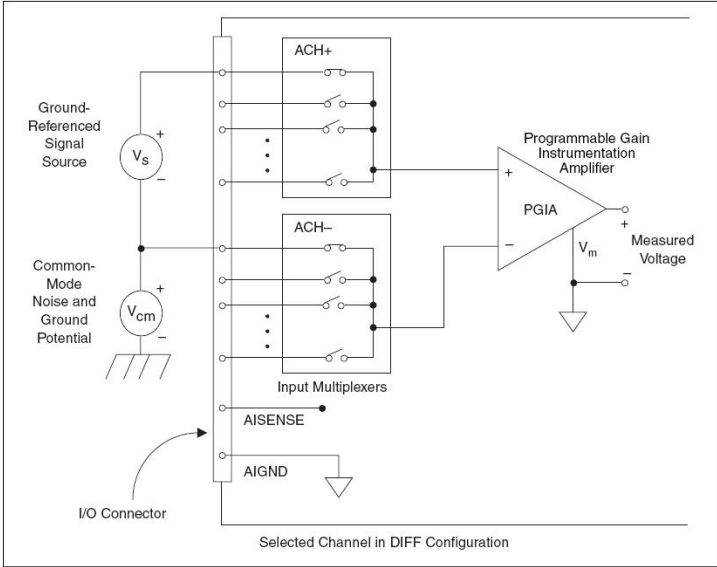 ACH+
Ground-
Referenced
Signal
Source
+
Vs
−
Programmable Gain
Instrumentation
Amplifier
+
PGIA
−
+
Vm
Measured
Voltage
−
ACH−
Common-
Mode
Noise and
Ground
Potential
+
Vcm
−
Input Multiplexers
AISENSE
AIGND
I/O Connector
Selected Channel in DIFF Configuration